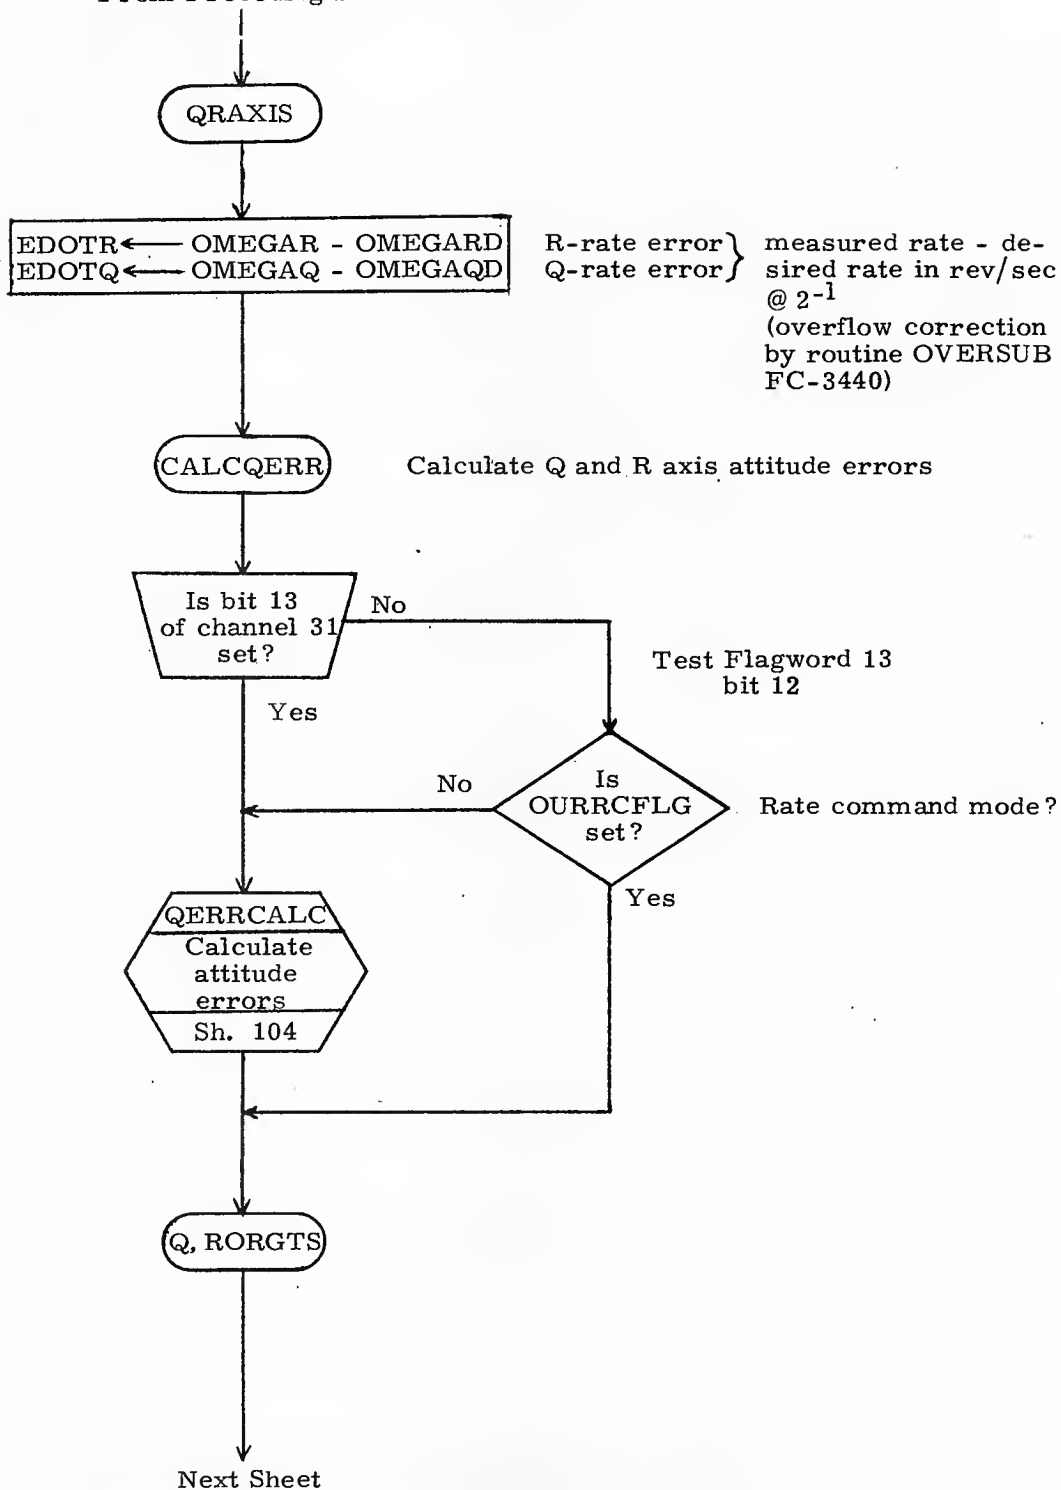 QRAXIS
EDOTR ← OMEGAR - OMEGARD
EDOTQ ← OMEGAQ - OMEGAQD
R-rate error
Q-rate error
measured rate - de-
sired rate in rev/sec
@ 2⁻¹
(overflow correction
by routine OVERSUB
FC-3440)
CALCQERR
Calculate Q and R axis attitude errors
Is bit 13
of channel 31
set?
No
Yes
Test Flagword 13
bit 12
Is
OURRCFLG
set?
No
Rate command mode?
Yes
QERRCALC
Calculate
attitude
errors
Sh. 104
Q, RORGTS
Next Sheet